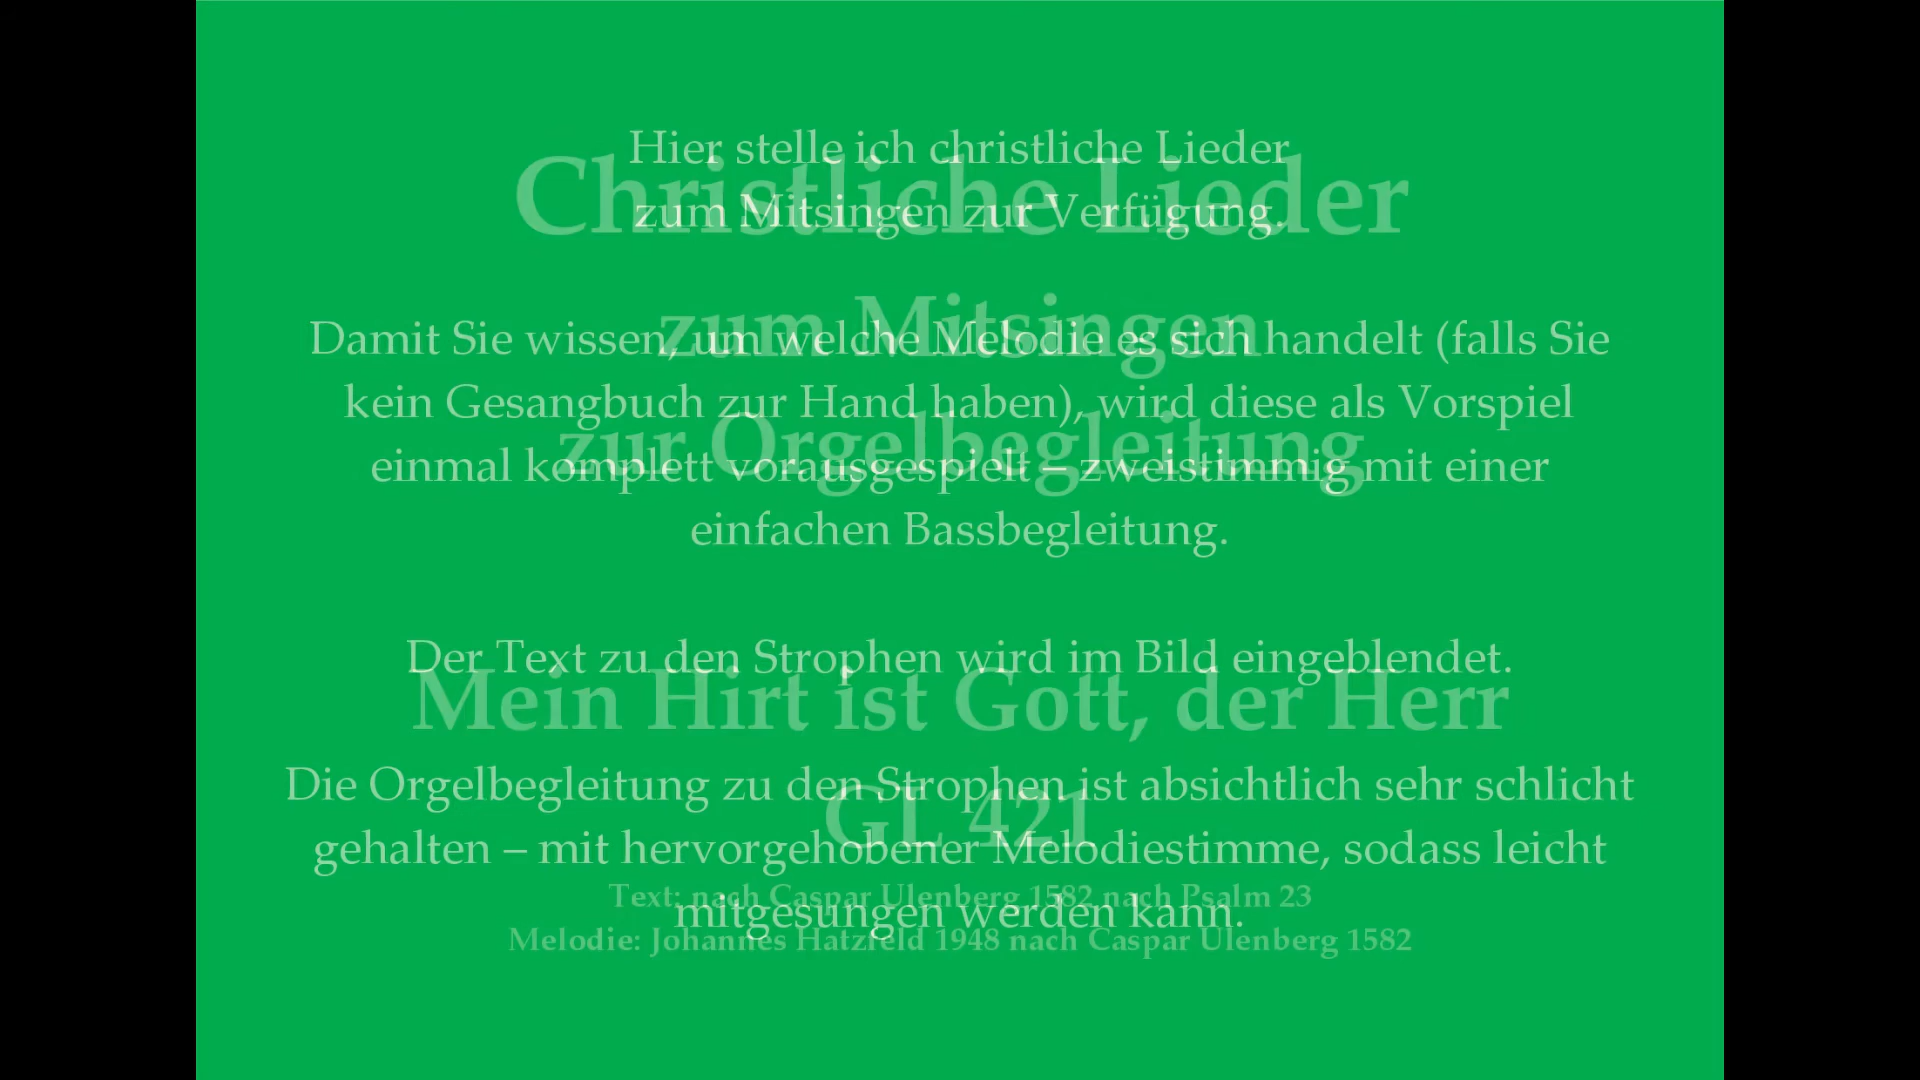 Hier stelle ich christliche Lieder
zum Mitsingen zur Verfügung.
Damit Sie wissen, um welche Melodie es sich handelt (falls Sie
kein Gesangbuch zur Hand haben), wird diese als Vorspiel
einmal komplett vorausgespielt – zweistimmig mit einer
einfachen Bassbegleitung.
Der Text zu den Strophen wird im Bild eingeblendet.
Die Orgelbegleitung zu den Strophen ist absichtlich sehr schlicht
gehalten – mit hervorgehobener Melodiestimme, sodass leicht
mitgesungen werden kann.
Christliche Lieder
zum Mitsingen
zur Orgelbegleitung
Mein Hirt ist Gott, der Herr
GL 421
Text: nach Caspar Ulenberg 1582 nach Psalm 23
Melodie: Johannes Hatzfeld 1948 nach Caspar Ulenberg 1582